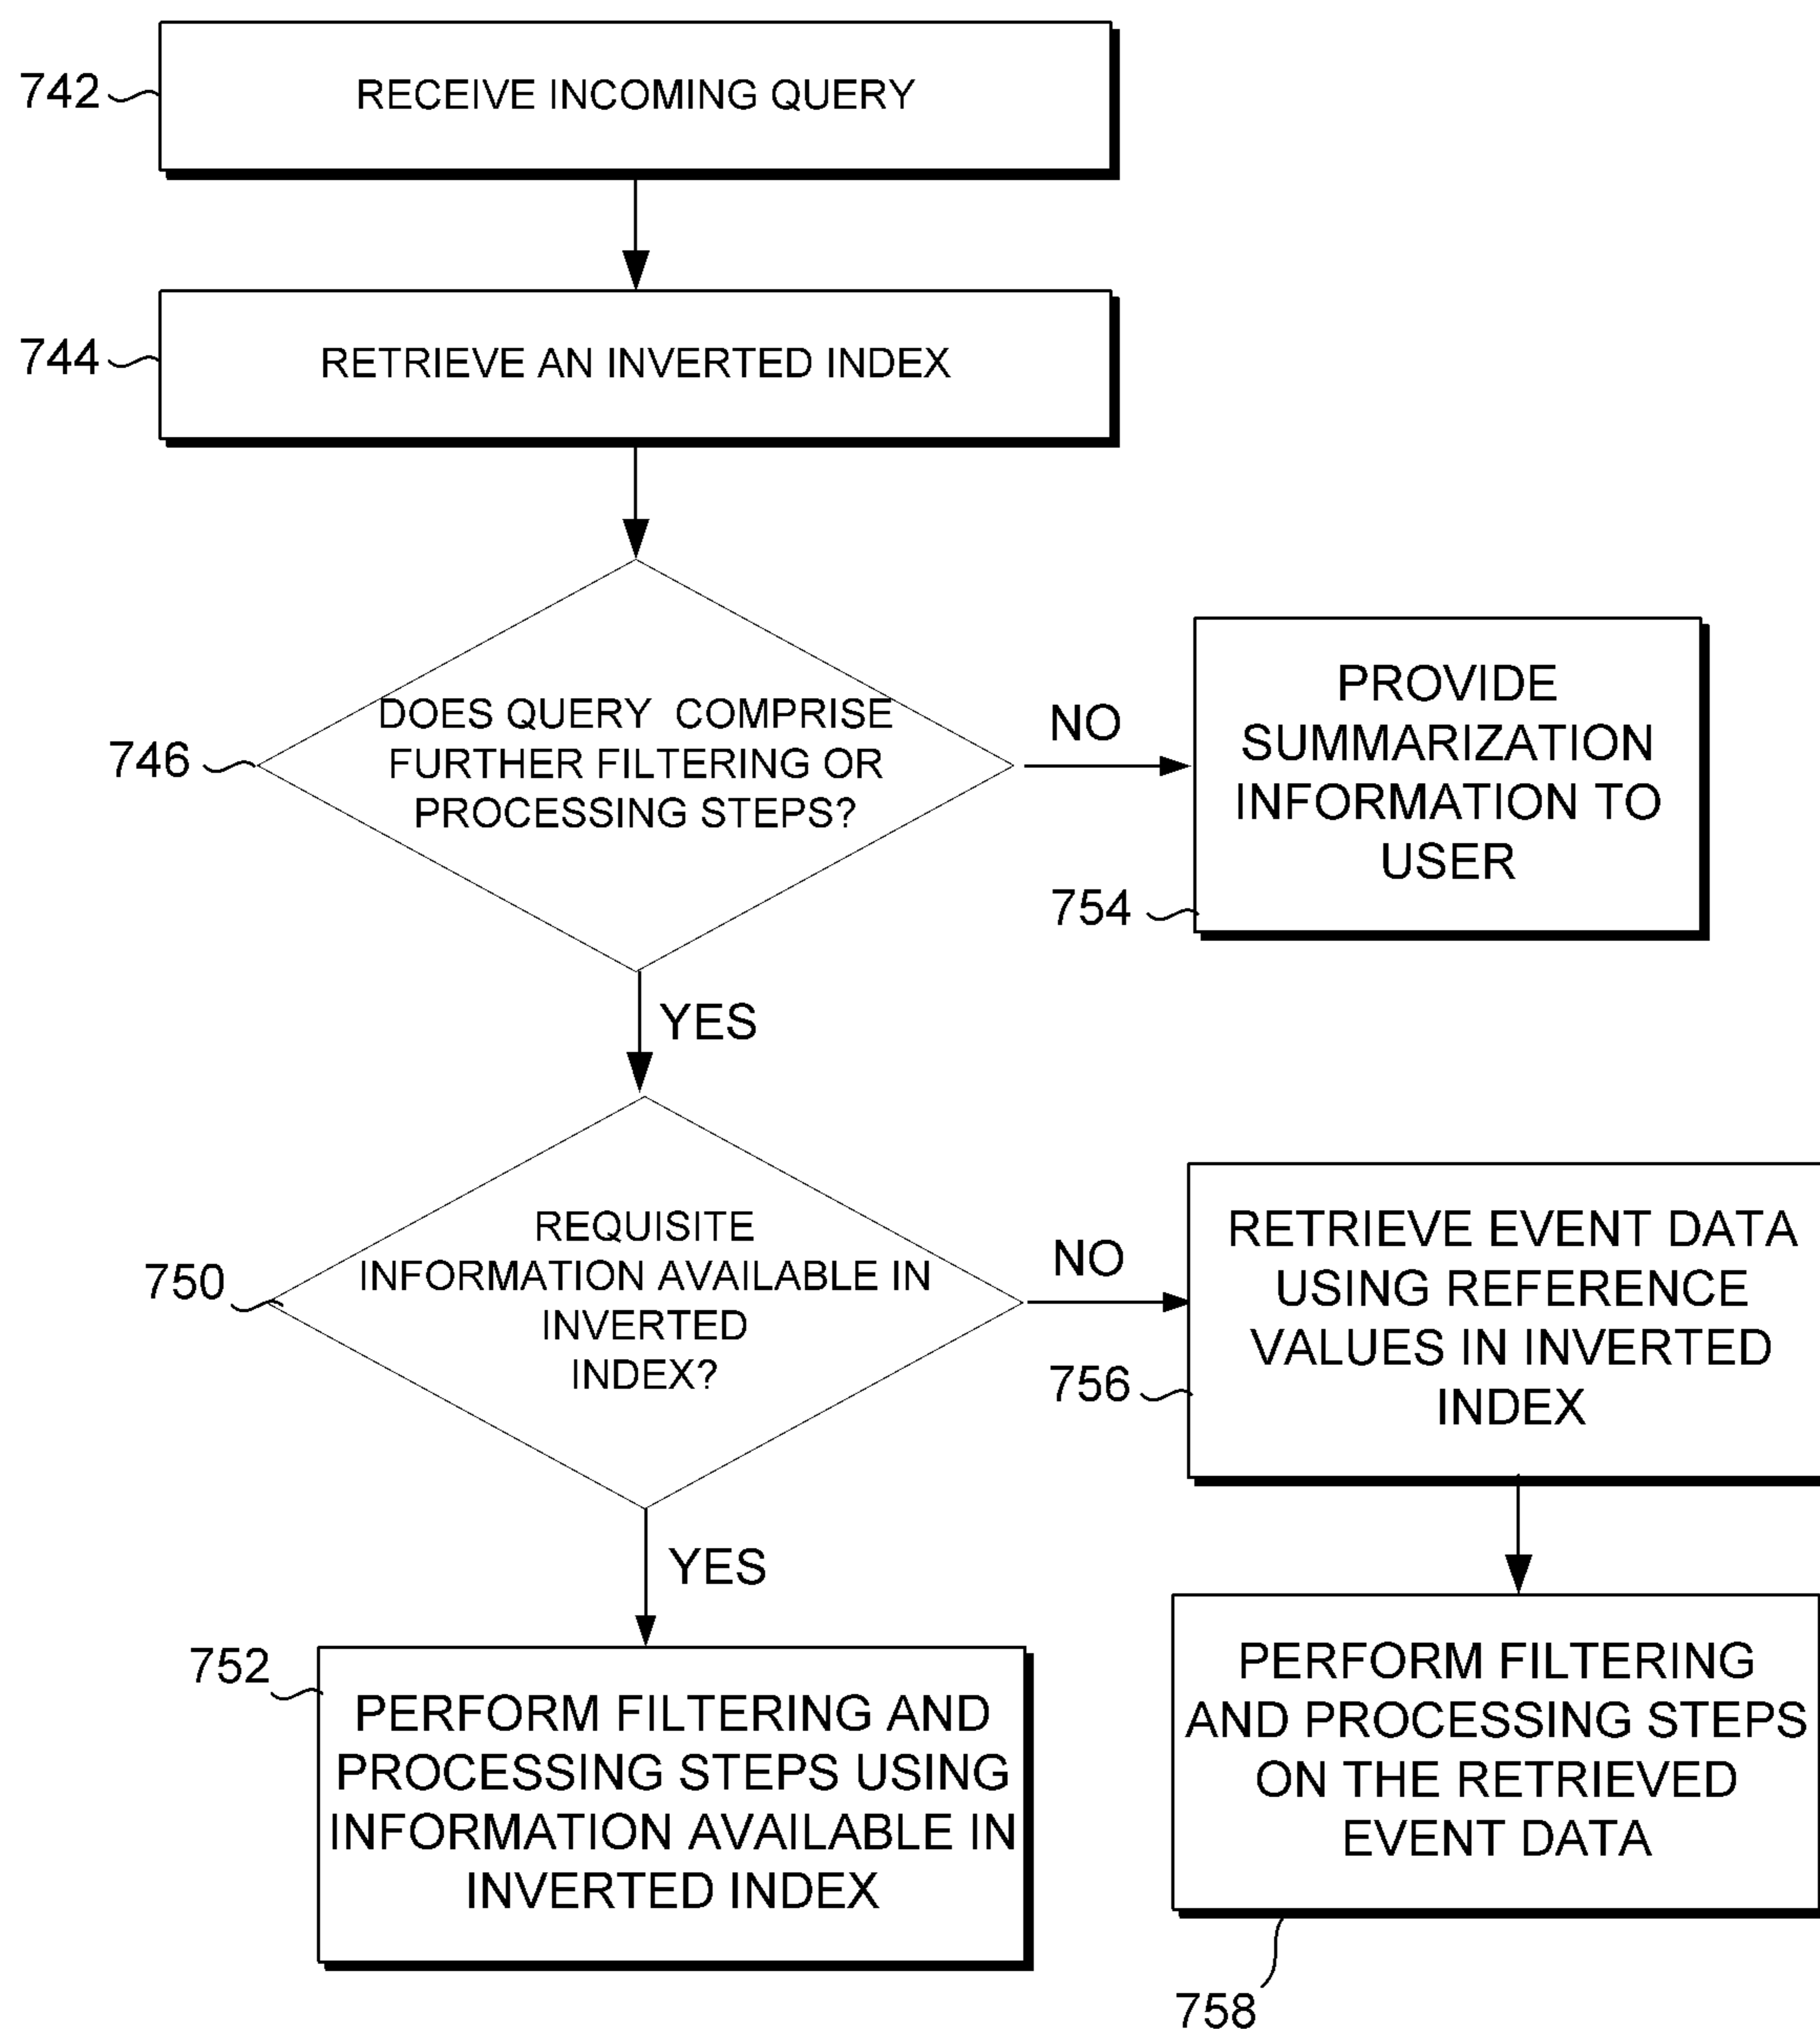 742
RECEIVE INCOMING QUERY
744
RETRIEVE AN INVERTED INDEX
746
DOES QUERY COMPRISE
FURTHER FILTERING OR
PROCESSING STEPS?
NO
PROVIDE
SUMMARIZATION
INFORMATION TO
USER
754
YES
750
REQUISITE
INFORMATION AVAILABLE IN
INVERTED
INDEX?
NO
RETRIEVE EVENT DATA
USING REFERENCE
VALUES IN INVERTED
INDEX
756
YES
752
PERFORM FILTERING AND
PROCESSING STEPS USING
INFORMATION AVAILABLE IN
INVERTED INDEX
PERFORM FILTERING
AND PROCESSING STEPS
ON THE RETRIEVED
EVENT DATA
758